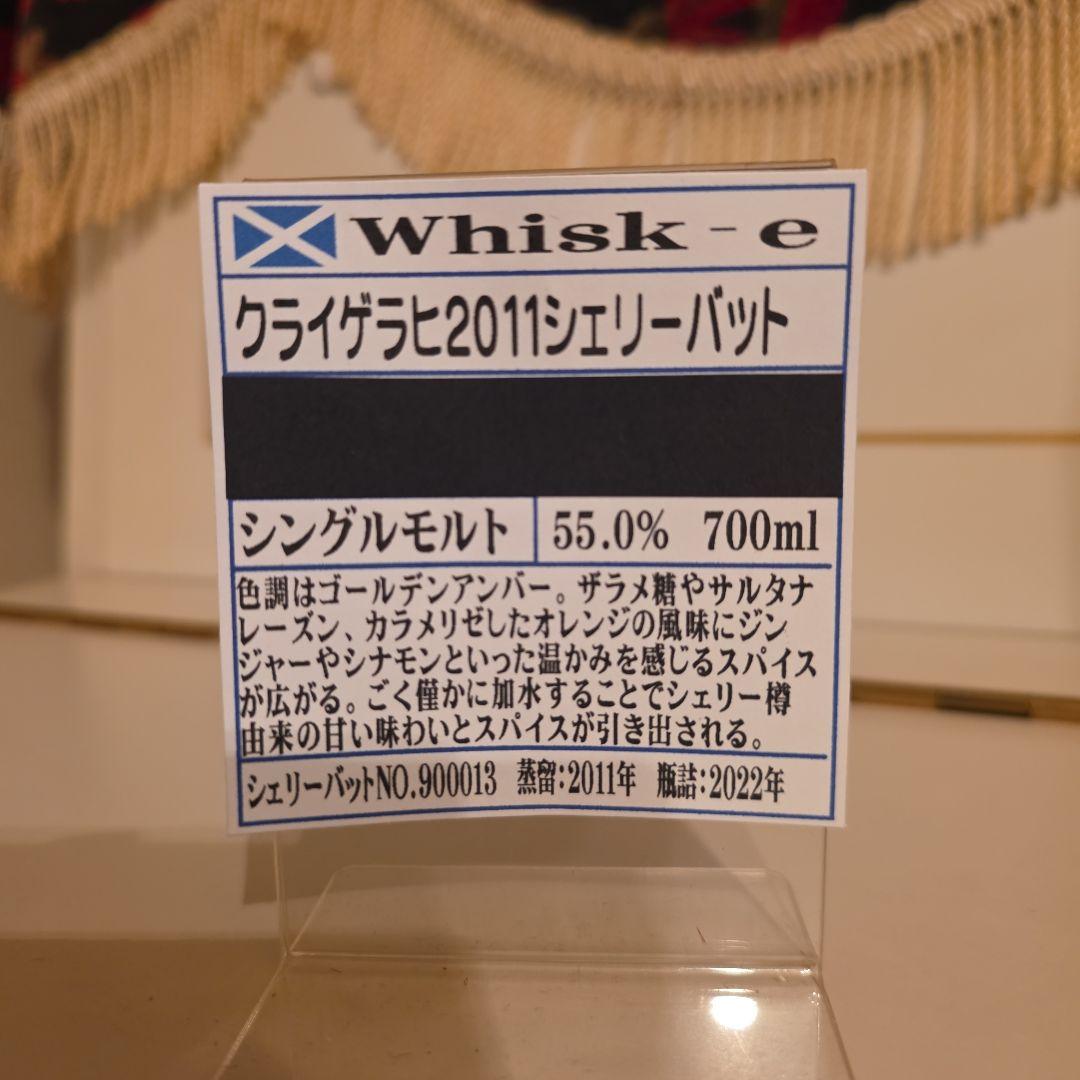 Whisk-e
クライゲラヒ2011シェリーバット
シングルモルト 55.0% 700ml
色調はゴールデンアンバー。ザラメ糖やサルタナ
レーズン、カラメリゼしたオレンジの風味にジン
ジャーやシナモンといった温かみを感じるスパイス
が広がる。ごく僅かに加水することでシェリー樽
由来の甘い味わいとスパイスが引き出される。
シェリーバットNO.900013 蒸留:2011年 瓶詰:2022年